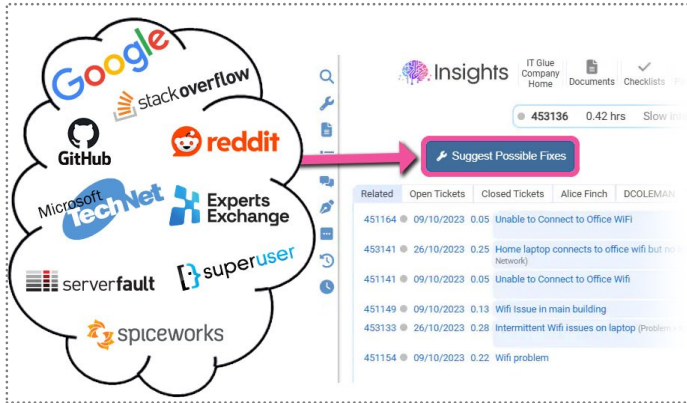 Google
stackoverflow
GitHub
reddit
Microsoft
TechNet
Experts
Exchange
serverfault
superuser
spiceworks
Insights
IT Glue
Company
Home
Documents
Checklists
453136 0.42 hrs Slow
Suggest Possible Fixes
Related Open Tickets Closed Tickets Alice Finch DCOLEMAN
451164 09/10/2023 0.05 Unable to Connect to Office WiFi
453141 26/10/2023 0.25 Home laptop connects to office wifi but
Network)
451141 09/10/2023 0.05 Unable to Connect to Office Wifi
451149 09/10/2023 0.13 Wifi Issue in main building
453133 26/10/2023 0.28 Intermittent Wifi issues on laptop (Problem
451154 09/10/2023 0.22 Wifi problem